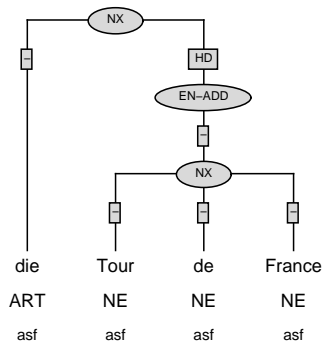 NX
– HD
EN–ADD
–
NX
– – –
die Tour de France
ART NE NE NE
asf asf asf asf